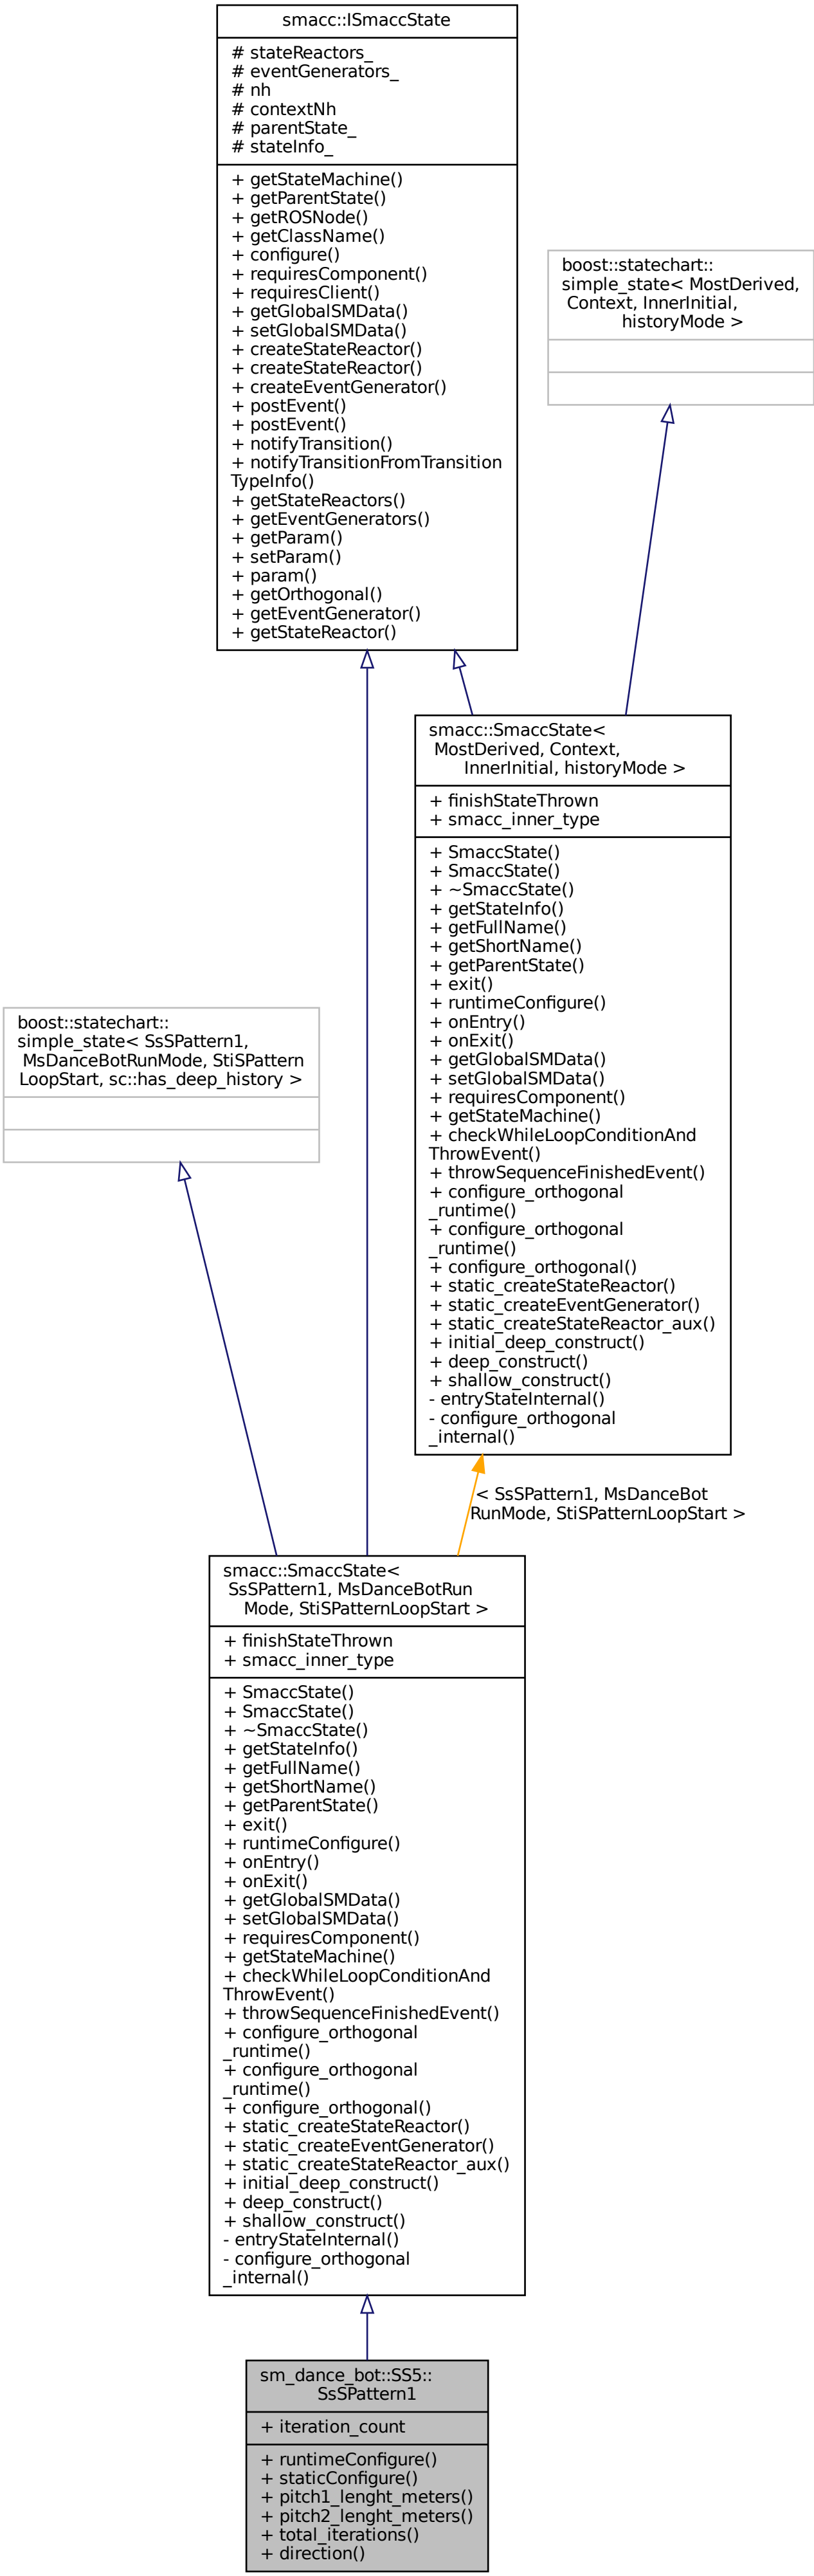 smacc::ISmaccState
# stateReactors_
# eventGenerators_
# nh
# contextNh
# parentState_
# stateInfo_
+ getStateMachine()
+ getParentState()
+ getROSNode()
+ getClassName()
+ configure()
+ requiresComponent()
+ requiresClient()
+ getGlobalSMData()
+ setGlobalSMData()
+ createStateReactor()
+ createStateReactor()
+ createEventGenerator()
+ postEvent()
+ postEvent()
+ notifyTransition()
+ notifyTransitionFromTransition
TypeInfo()
+ getStateReactors()
+ getEventGenerators()
+ getParam()
+ setParam()
+ param()
+ getOrthogonal()
+ getEventGenerator()
+ getStateReactor()
boost::statechart::
simple_state< MostDerived,
Context, InnerInitial,
historyMode >
smacc::SmaccState<
MostDerived, Context,
InnerInitial, historyMode >
+ finishStateThrown
+ smacc_inner_type
+ SmaccState()
+ SmaccState()
+ ~SmaccState()
+ getStateInfo()
+ getFullName()
+ getShortName()
+ getParentState()
+ exit()
+ runtimeConfigure()
+ onEntry()
+ onExit()
+ getGlobalSMData()
+ setGlobalSMData()
+ requiresComponent()
+ getStateMachine()
+ checkWhileLoopConditionAnd
ThrowEvent()
+ throwSequenceFinishedEvent()
+ configure_orthogonal
_runtime()
+ configure_orthogonal
_runtime()
+ configure_orthogonal()
+ static_createStateReactor()
+ static_createEventGenerator()
+ static_createStateReactor_aux()
+ initial_deep_construct()
+ deep_construct()
+ shallow_construct()
- entryStateInternal()
- configure_orthogonal
_internal()
boost::statechart::
simple_state< SsSPattern1,
MsDanceBotRunMode, StiSPattern
LoopStart, sc::has_deep_history >
< SsSPattern1, MsDanceBot
RunMode, StiSPatternLoopStart >
smacc::SmaccState<
SsSPattern1, MsDanceBotRun
Mode, StiSPatternLoopStart >
+ finishStateThrown
+ smacc_inner_type
+ SmaccState()
+ SmaccState()
+ ~SmaccState()
+ getStateInfo()
+ getFullName()
+ getShortName()
+ getParentState()
+ exit()
+ runtimeConfigure()
+ onEntry()
+ onExit()
+ getGlobalSMData()
+ setGlobalSMData()
+ requiresComponent()
+ getStateMachine()
+ checkWhileLoopConditionAnd
ThrowEvent()
+ throwSequenceFinishedEvent()
+ configure_orthogonal
_runtime()
+ configure_orthogonal
_runtime()
+ configure_orthogonal()
+ static_createStateReactor()
+ static_createEventGenerator()
+ static_createStateReactor_aux()
+ initial_deep_construct()
+ deep_construct()
+ shallow_construct()
- entryStateInternal()
- configure_orthogonal
_internal()
sm_dance_bot::SS5::
SsSPattern1
+ iteration_count
+ runtimeConfigure()
+ staticConfigure()
+ pitch1_lenght_meters()
+ pitch2_lenght_meters()
+ total_iterations()
+ direction()